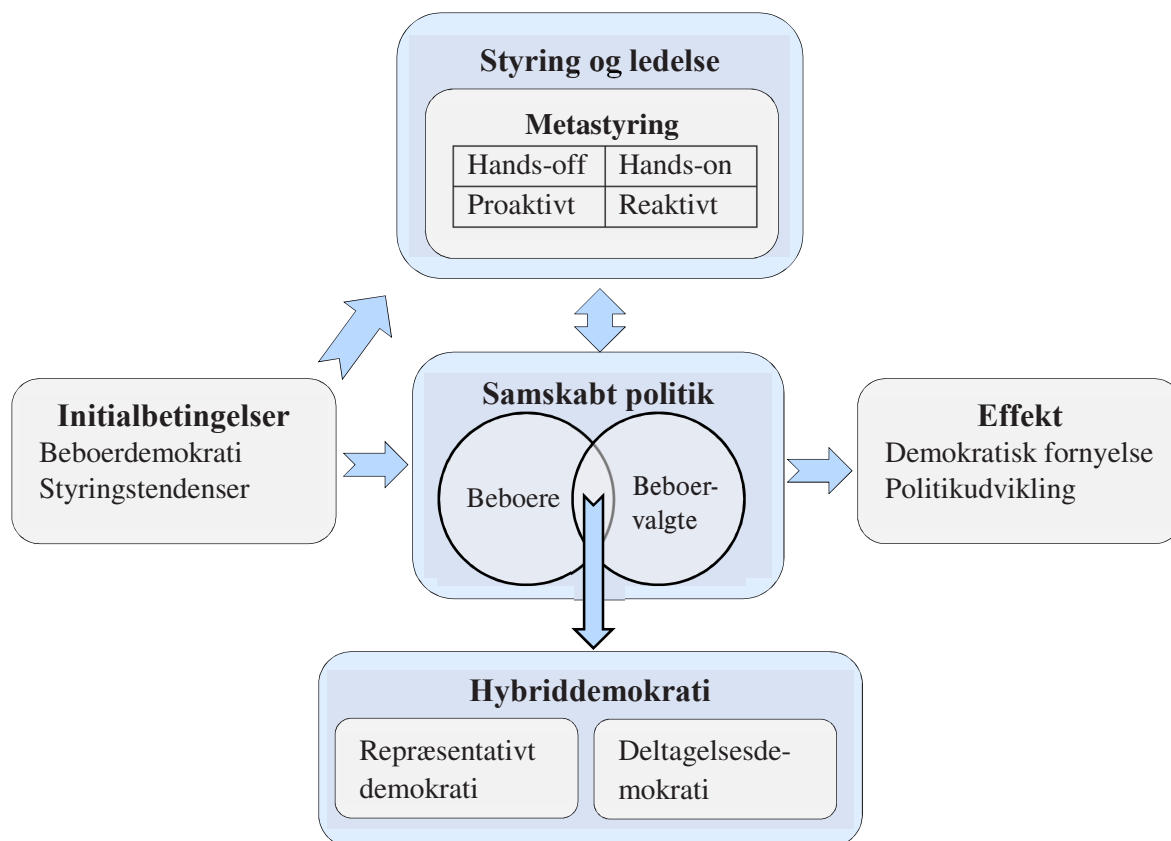 Styring og ledelse
Metastyring
Hands-off Hands-on
Proaktivt Reaktivt
Initialbetingelser
Beboerdemokrati
Styringstendenser
Samskabt politik
Beboere
Beboer-
valgte
Effekt
Demokratisk fornyelse
Politikudvikling
Hybriddemokrati
Repræsentativt
demokrati
Deltagelsesde-
mokrati